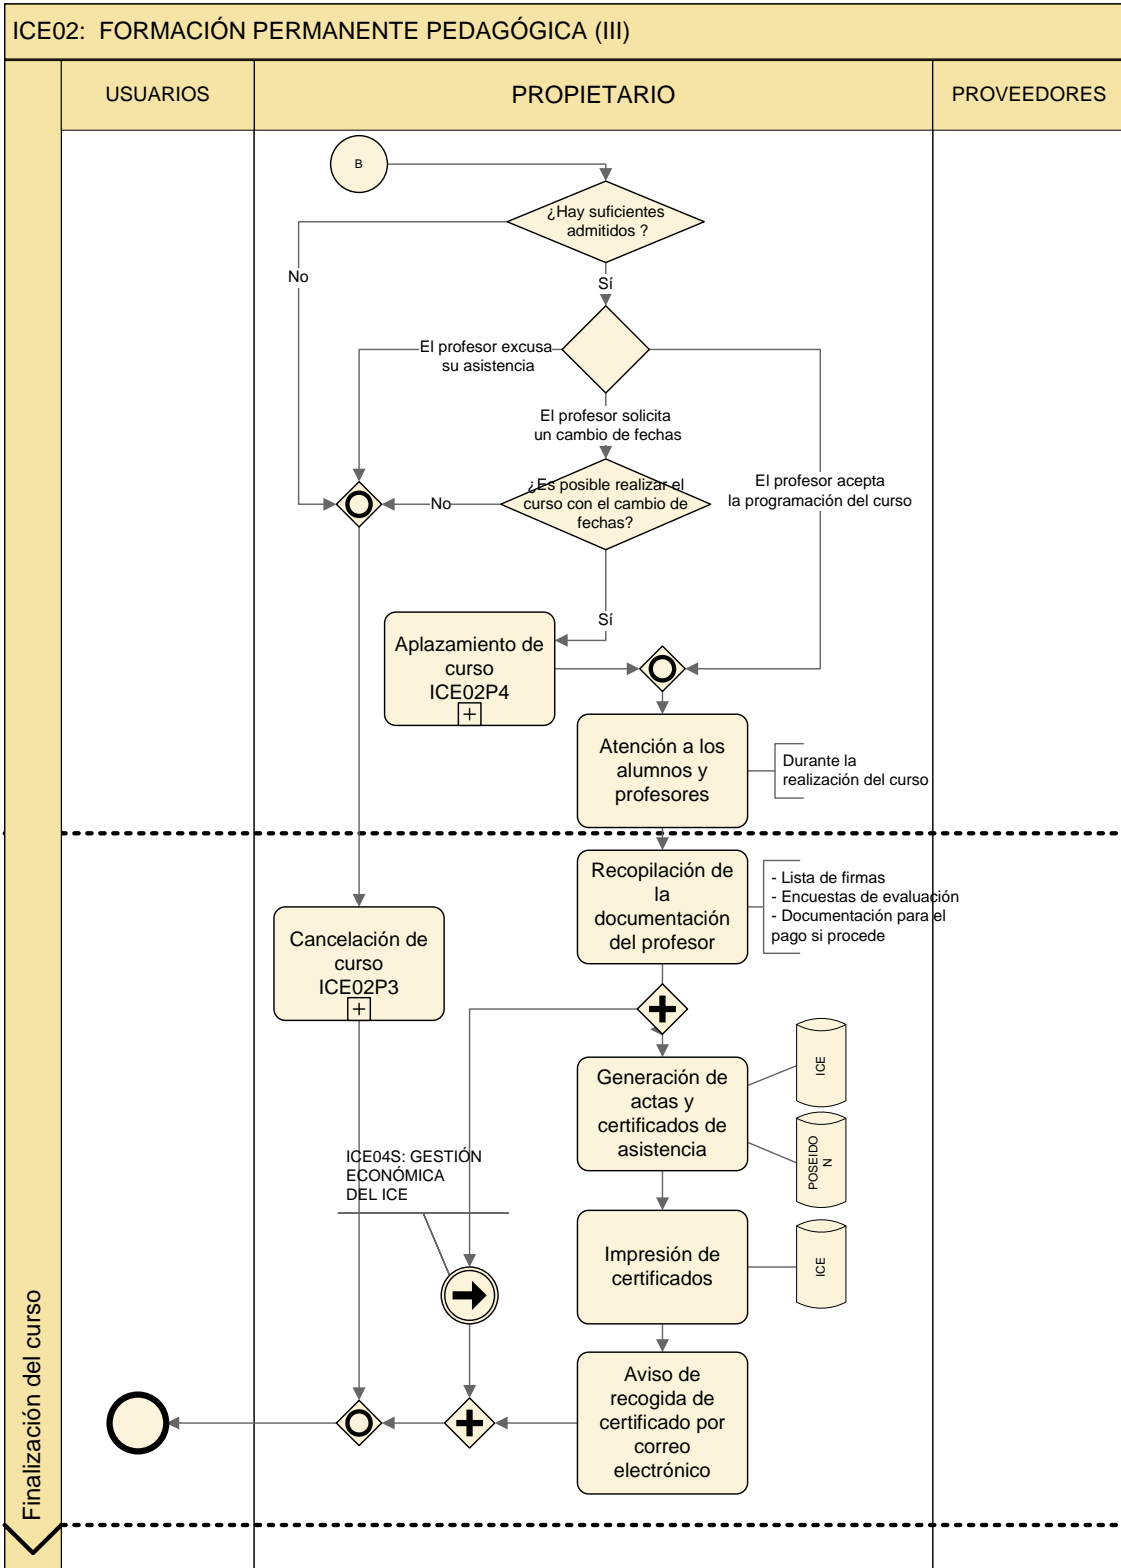 ICE02: FORMACIÓN PERMANENTE PEDAGÓGICA (III)
USUARIOS
PROPIETARIO
PROVEEDORES
B
¿Hay suficientes
admitidos ?
No
Sí
El profesor excusa
su asistencia
El profesor solicita
un cambio de fechas
El profesor acepta
la programación del curso
¿Es posible realizar el
curso con el cambio de
fechas?
No
Sí
Aplazamiento de
curso
ICE02P4
Atención a los
alumnos y
profesores
Durante la
realización del curso
Recopilación de
la
documentación
del profesor
- Lista de firmas
- Encuestas de evaluación
- Documentación para el
pago si procede
Cancelación de
curso
ICE02P3
Generación de
actas y
certificados de
asistencia
ICE
POSEIDO
N
ICE04S: GESTIÓN
ECONÓMICA
DEL ICE
Impresión de
certificados
ICE
Aviso de
recogida de
certificado por
correo
electrónico
Finalización del curso